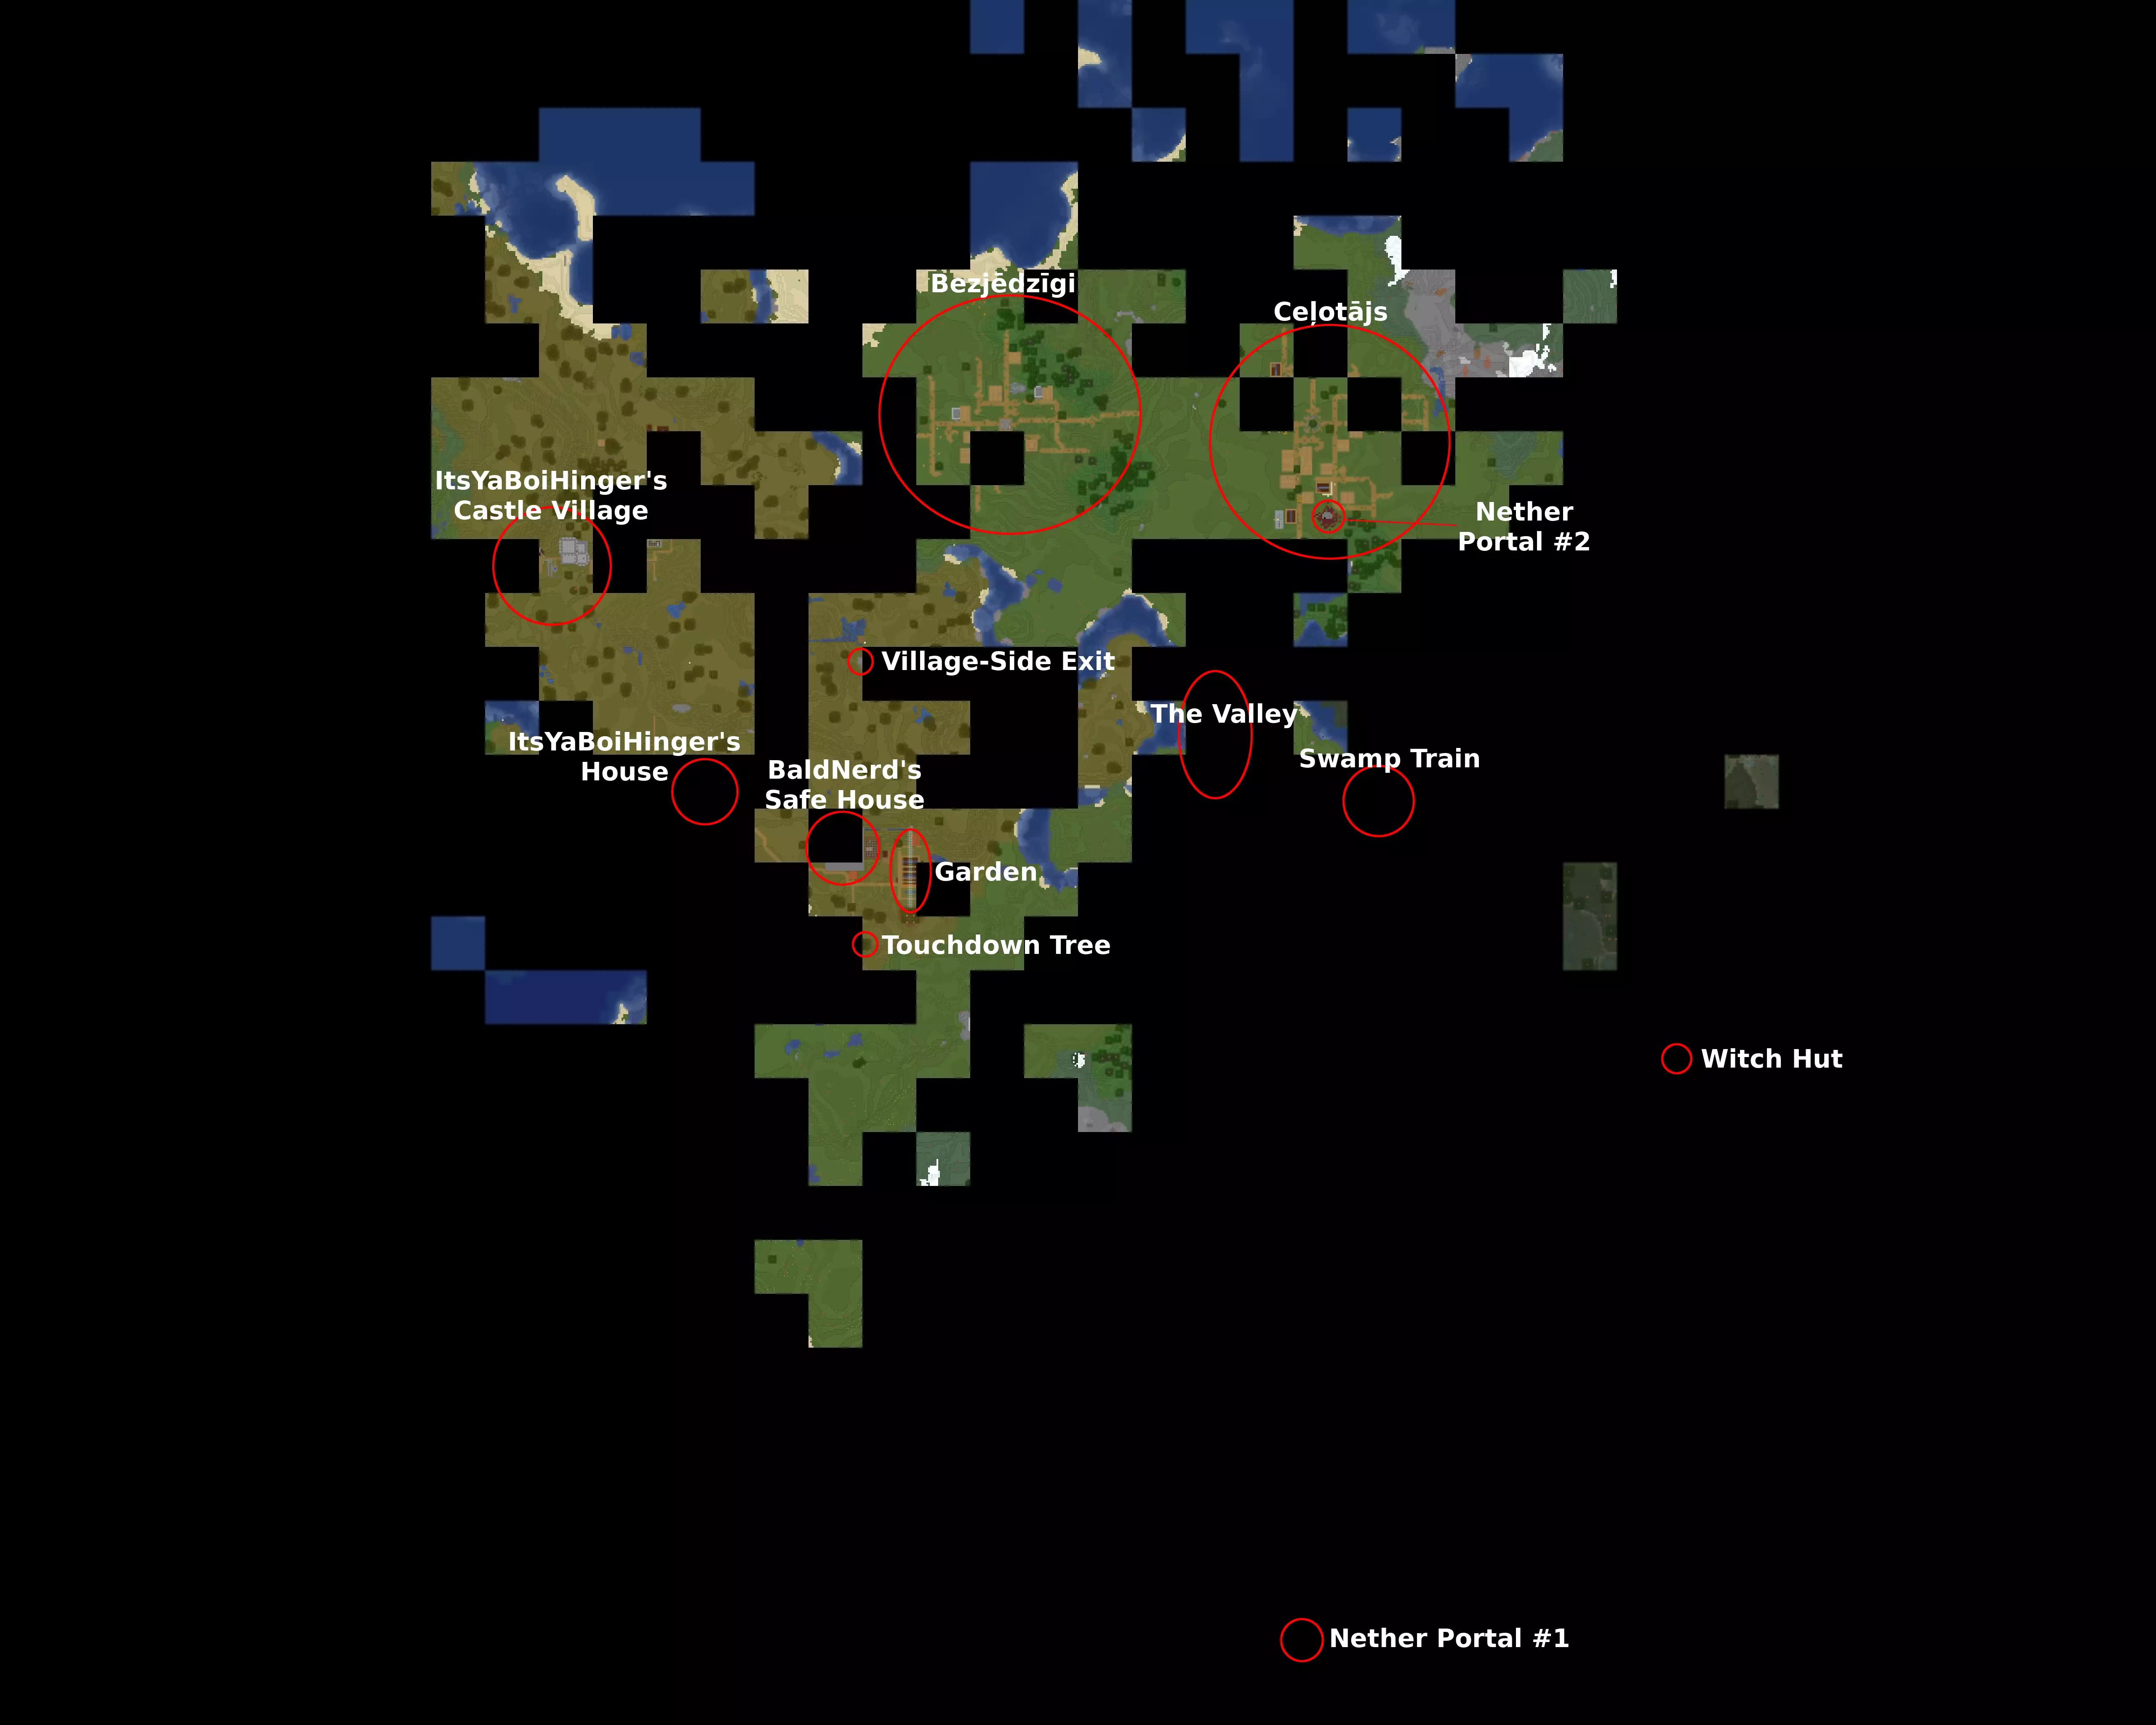 Bezjēdzīgi
Ceļotājs
ItsYaBoiHinger's
Castle Village
Nether
Portal #2
Village-Side Exit
The Valley
ItsYaBoiHinger's
House
Swamp Train
BaldNerd's
Safe House
Garden
Touchdown Tree
Witch Hut
Nether Portal #1